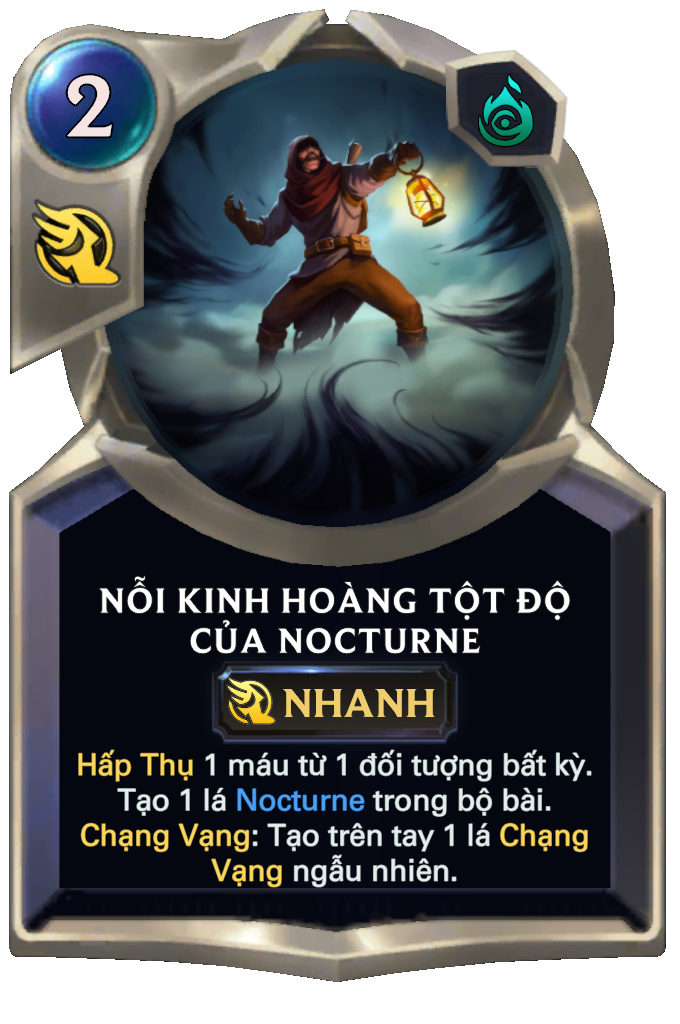 2
NỖI KINH HOÀNG TỘT ĐỘ
CỦA NOCTURNE
NHANH
Hấp Thụ 1 máu từ 1 đối tượng bất kỳ.
Tạo 1 lá Nocturne trong bộ bài.
Chạng Vạng: Tạo trên tay 1 lá Chạng
Vạng ngẫu nhiên.